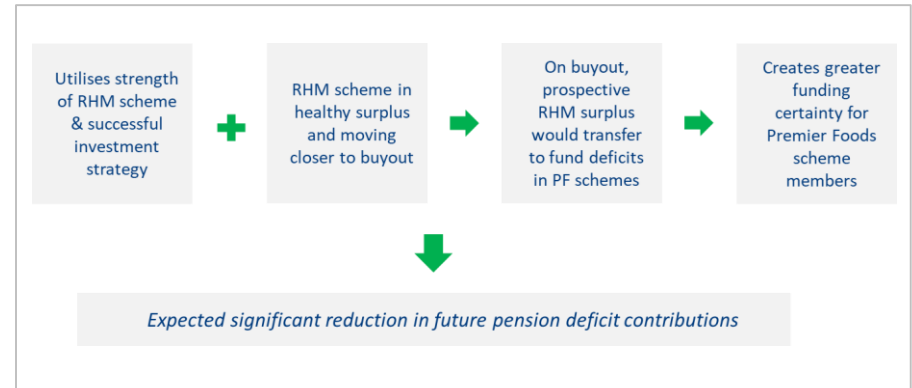 Utilises strength
of RHM scheme
& successful
investment
strategy
RHM scheme in
healthy surplus
and moving
closer to buyout
On buyout,
prospective
RHM surplus
would transfer
to fund deficits
in PF schemes
Creates greater
funding
certainty for
Premier Foods
scheme
members
Expected significant reduction in future pension deficit contributions